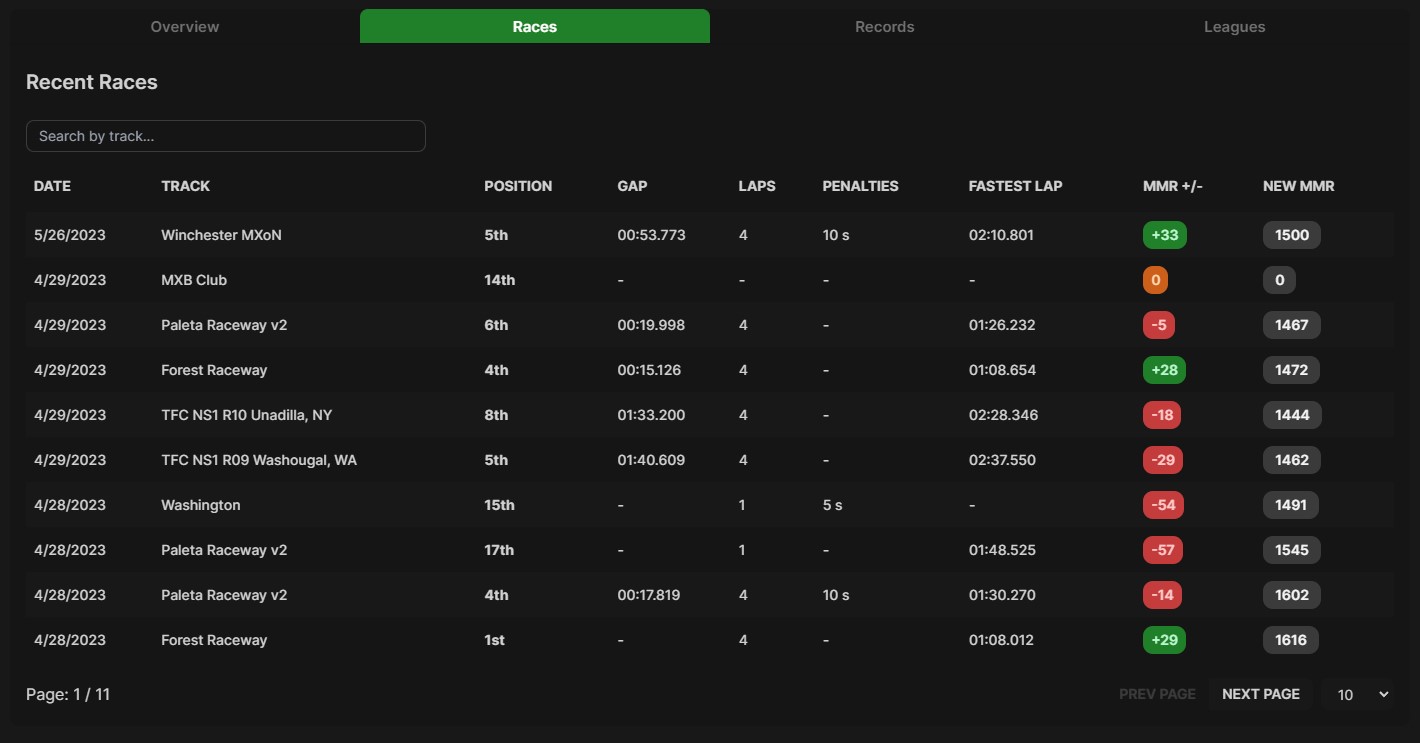 Overview Races Records Leagues
Recent Races
Search by track...
DATE TRACK POSITION GAP LAPS PENALTIES FASTEST LAP MMR +/- NEW MMR
5/26/2023 Winchester MXoN 5th 00:53.773 4 10 s 02:10.801 +33 1500
4/29/2023 MXB Club 14th - - - - 0 0
4/29/2023 Paleta Raceway v2 6th 00:19.998 4 - 01:26.232 -5 1467
4/29/2023 Forest Raceway 4th 00:15.126 4 - 01:08.654 +28 1472
4/29/2023 TFC NS1 R10 Unadilla, NY 8th 01:33.200 4 - 02:28.346 -18 1444
4/29/2023 TFC NS1 R09 Washougal, WA 5th 01:40.609 4 - 02:37.550 -29 1462
4/28/2023 Washington 15th - 1 5 s - -54 1491
4/28/2023 Paleta Raceway v2 17th - 1 - 01:48.525 -57 1545
4/28/2023 Paleta Raceway v2 4th 00:17.819 4 10 s 01:30.270 -14 1602
4/28/2023 Forest Raceway 1st - 4 - 01:08.012 +29 1616
Page: 1 / 11 PREV PAGE NEXT PAGE 10